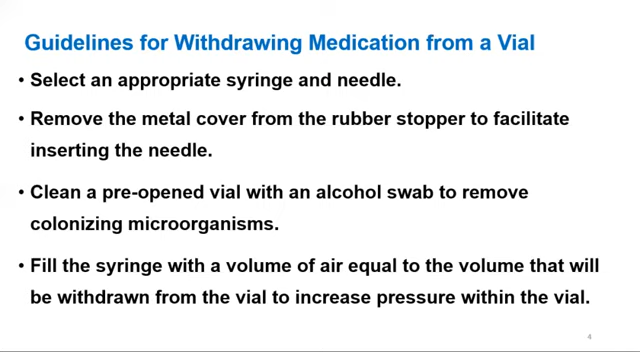 Guidelines for Withdrawing Medication from a Vial
• Select an appropriate syringe and needle.
• Remove the metal cover from the rubber stopper to facilitate
inserting the needle.
• Clean a pre-opened vial with an alcohol swab to remove
colonizing microorganisms.
• Fill the syringe with a volume of air equal to the volume that will
be withdrawn from the vial to increase pressure within the vial.
4